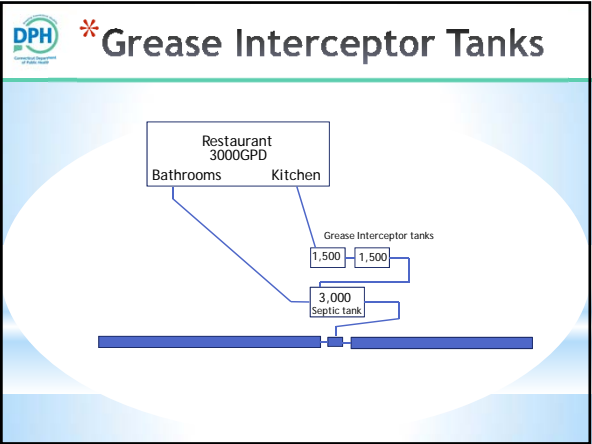 DPH
Connecticut Department
of Public Health
*Grease Interceptor Tanks
Restaurant
3000GPD
Bathrooms Kitchen
Grease Interceptor tanks
1,500 1,500
3,000
Septic tank